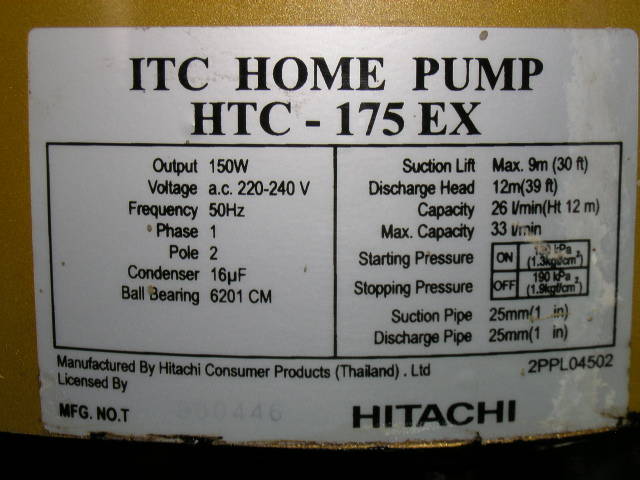 ITC HOME PUMP
HTC - 175 EX
Output 150W
Voltage a.c. 220-240 V
Frequency 50Hz
Phase 1
Pole 2
Condenser 16µF
Ball Bearing 6201 CM
Suction Lift Max. 9m (30 ft)
Discharge Head 12m(39 ft)
Capacity 26 l/min(Ht 12 m)
Max. Capacity 33 l/min
Starting Pressure ON kPa (1.3kgf/cm²)
Stopping Pressure OFF 190 kPa (1.9kgf/cm²)
Suction Pipe 25mm(1 in)
Discharge Pipe 25mm(1 in)
Manufactured By Hitachi Consumer Products (Thailand) . Ltd
2PPL04502
Licensed By
MFG. NO.T
HITACHI